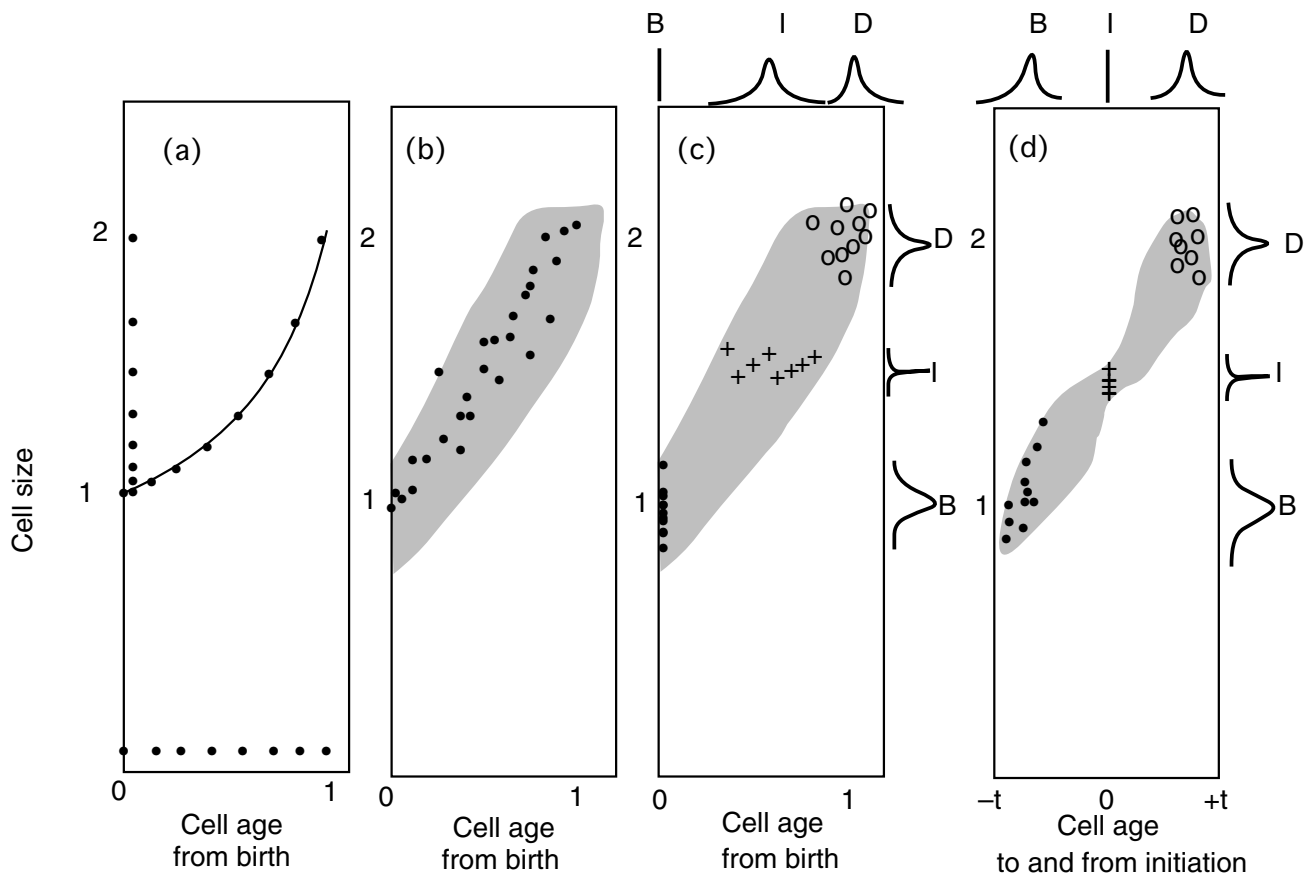 B I D
B I D
(a)
(b)
(c)
(d)
2
2
2
2
D
D
I
I
Cell size
1
1
1
1
B
B
0 1
0 1
0 1
–t 0 +t
Cell age
from birth
Cell age
from birth
Cell age
from birth
Cell age
to and from initiation